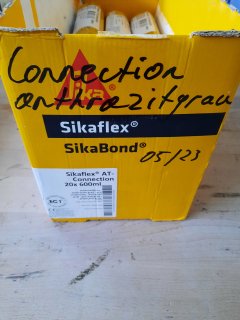 Connection
anthrazitgrau
Sika
Sikaflex®
SikaBond®
05/23
Sikaflex® AT-
Connection
20x 600ml